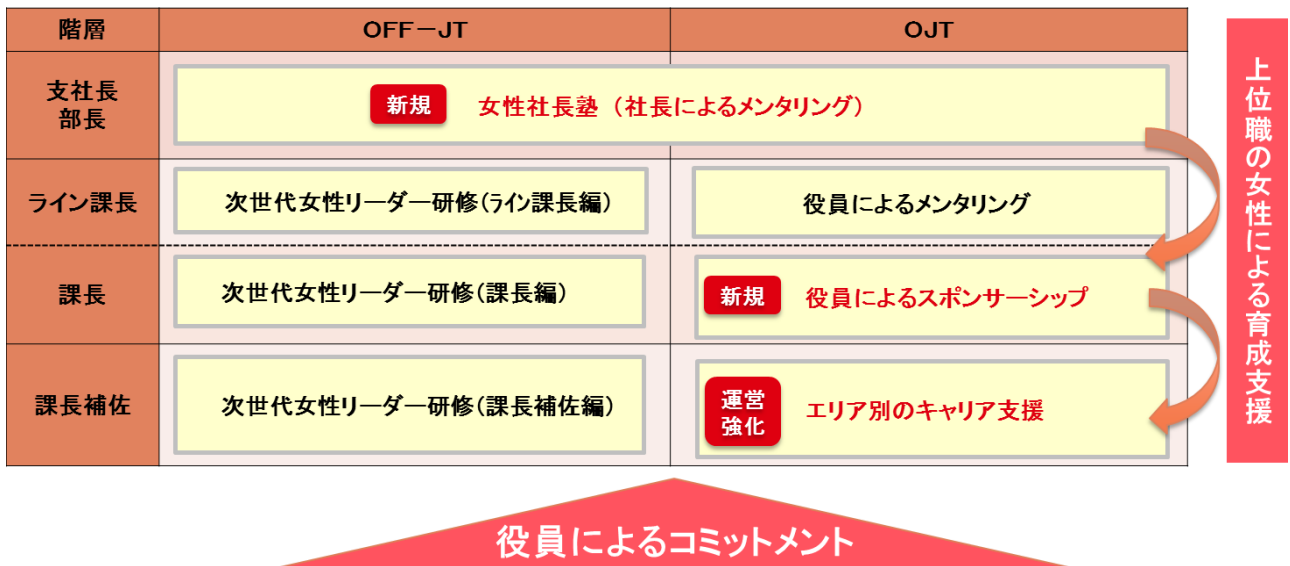 階層
OFF－JT
OJT
支社長
部長
新規
女性社長塾（社長によるメンタリング）
ライン課長
次世代女性リーダー研修（ライン課長編）
役員によるメンタリング
課長
次世代女性リーダー研修（課長編）
新規
役員によるスポンサーシップ
課長補佐
次世代女性リーダー研修（課長補佐編）
運営
強化
エリア別のキャリア支援
上位職の女性による育成支援
役員によるコミットメント